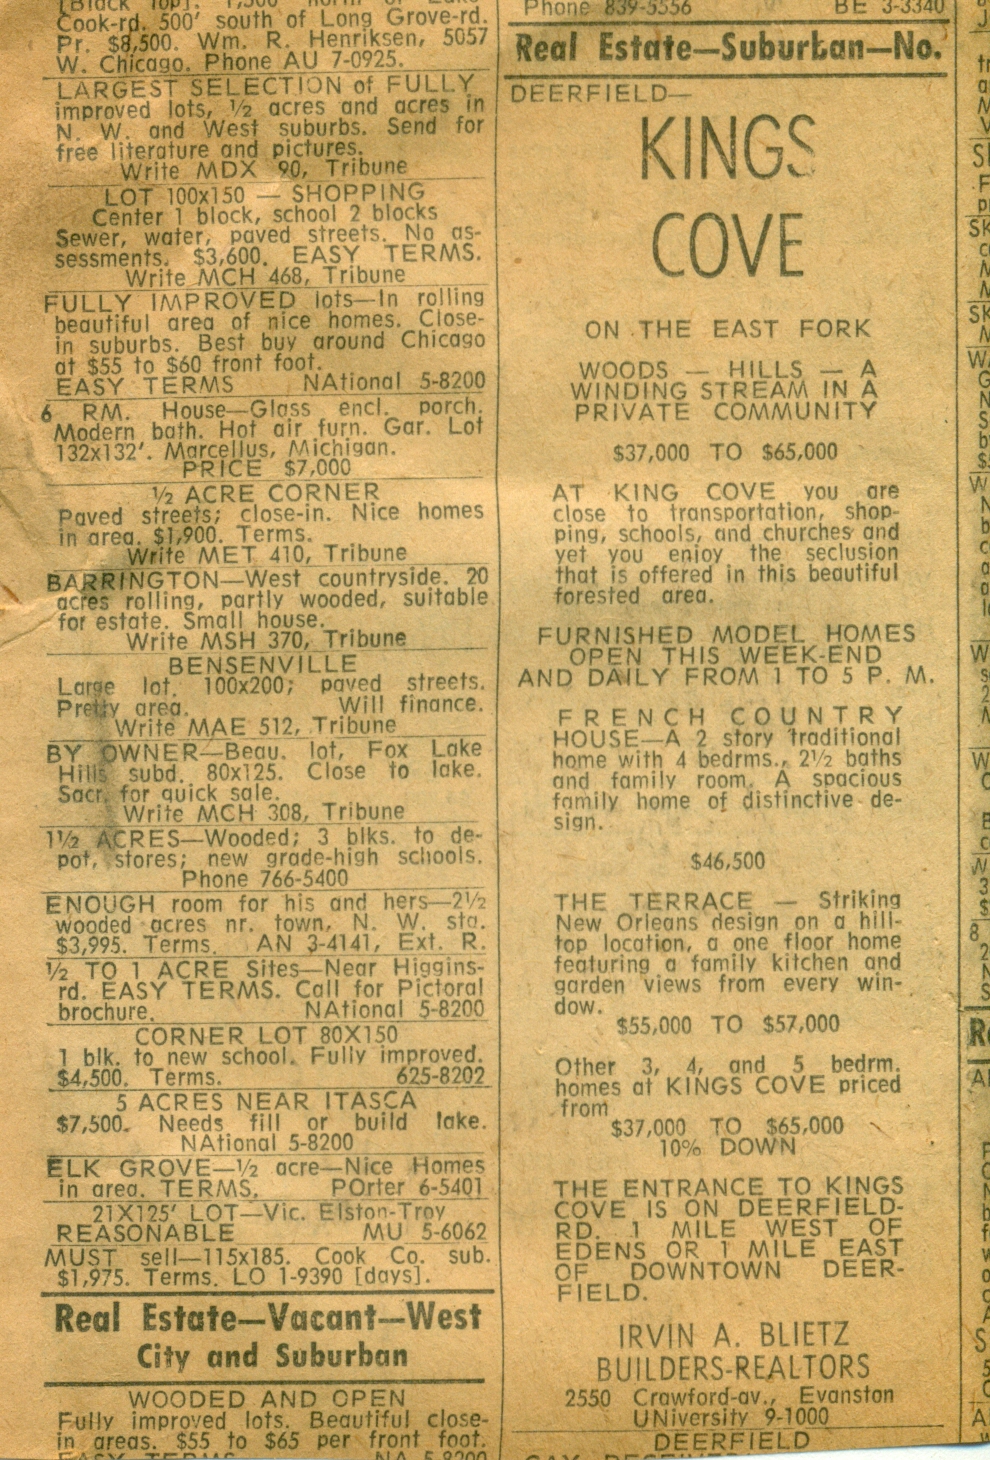 Cook-rd. 500' south of Long Grove-rd.
Pr. $8,500. Wm. R. Henriksen, 5057
W. Chicago. Phone AU 7-0925.
LARGEST SELECTION of FULLY
improved lots, ½ acres and acres in
N. W. and West suburbs. Send for
free literature and pictures.
Write MDX 90, Tribune
LOT 100x150 — SHOPPING
Center 1 block, school 2 blocks
Sewer, water, paved streets. No as-
sessments. $3,600. EASY TERMS.
Write MCH 468, Tribune
FULLY IMPROVED lots—In rolling
beautiful area of nice homes. Close-
in suburbs. Best buy around Chicago
at $55 to $60 front foot.
EASY TERMS NAtional 5-8200
6 RM. House—Glass encl. porch.
Modern bath. Hot air furn. Gar. Lot
132x132'. Marcellus, Michigan.
PRICE $7,000
½ ACRE CORNER
Paved streets; close-in. Nice homes
in area. $1,900. Terms.
Write MET 410, Tribune
BARRINGTON—West countryside. 20
acres rolling, partly wooded, suitable
for estate. Small house.
Write MSH 370, Tribune
BENSENVILLE
Large lot. 100x200; paved streets.
Pretty area. Will finance.
Write MAE 512, Tribune
BY OWNER—Beau. lot, Fox Lake
Hills subd. 80x125. Close to lake.
Sacr. for quick sale.
Write MCH 308, Tribune
1½ ACRES—Wooded; 3 blks. to de-
pot, stores; new grade-high schools.
Phone 766-5400
ENOUGH room for his and hers—2½
wooded acres nr. town, N. W. sta.
$3,995. Terms. AN 3-4141, Ext. R.
½ TO 1 ACRE Sites—Near Higgins-
rd. EASY TERMS. Call for Pictoral
brochure. NAtional 5-8200
CORNER LOT 80X150
1 blk. to new school. Fully improved.
$4,500. Terms. 625-8202
5 ACRES NEAR ITASCA
$7,500. Needs fill or build lake.
NAtional 5-8200
ELK GROVE—½ acre—Nice Homes
in area. TERMS. POrter 6-5401
21X125' LOT—Vic. Elston-Troy
REASONABLE MU 5-6062
MUST sell—115x185. Cook Co. sub.
$1,975. Terms. LO 1-9390 [days].
Real Estate—Vacant—West
City and Suburban
WOODED AND OPEN
Fully improved lots. Beautiful close-
in areas. $55 to $65 per front foot.
EASY TERMS NA 5-8200
Phone 839-5556 BE 3-3340
Real Estate—Suburban—No.
DEERFIELD—
KINGS
COVE
ON THE EAST FORK
WOODS — HILLS — A
WINDING STREAM IN A
PRIVATE COMMUNITY
$37,000 TO $65,000
AT KING COVE you are
close to transportation, shop-
ping, schools, and churches and
yet you enjoy the seclusion
that is offered in this beautiful
forested area.
FURNISHED MODEL HOMES
OPEN THIS WEEK-END
AND DAILY FROM 1 TO 5 P. M.
FRENCH COUNTRY
HOUSE—A 2 story traditional
home with 4 bedrms., 2½ baths
and family room. A spacious
family home of distinctive de-
sign.
$46,500
THE TERRACE — Striking
New Orleans design on a hill-
top location, a one floor home
featuring a family kitchen and
garden views from every win-
dow.
$55,000 TO $57,000
Other 3, 4, and 5 bedrm.
homes at KINGS COVE priced
from
$37,000 TO $65,000
10% DOWN
THE ENTRANCE TO KINGS
COVE IS ON DEERFIELD-
RD. 1 MILE WEST OF
EDENS OR 1 MILE EAST
OF DOWNTOWN DEER-
FIELD.
IRVIN A. BLIETZ
BUILDERS-REALTORS
2550 Crawford-av., Evanston
UNiversity 9-1000
DEERFIELD